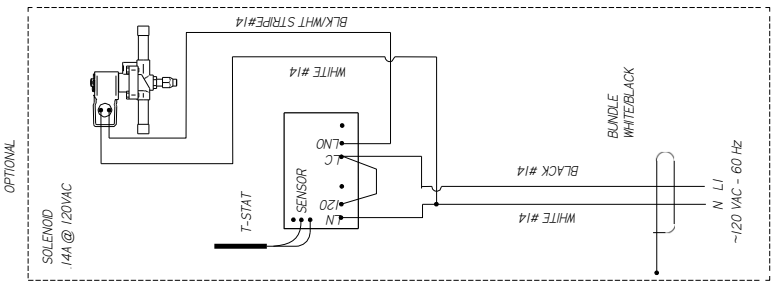 OPTIONAL
SOLENOID
.14A @ 120VAC
BLK/WHT STRIPE#14
WHITE #14
T-STAT
SENSOR
LNO
LC
120
LN
BLACK #14
WHITE #14
BUNDLE
WHITE/BLACK
N L1
~120 VAC - 60 HZ